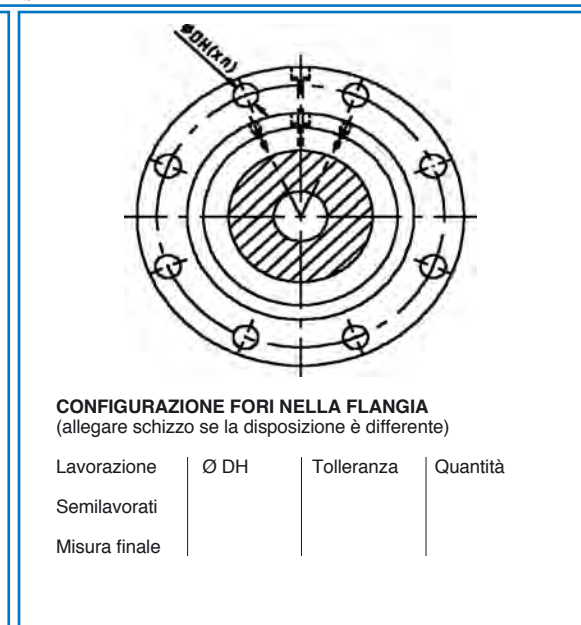 ØDH(xn)
CONFIGURAZIONE FORI NELLA FLANGIA
(allegare schizzo se la disposizione è differente)
Lavorazione Ø DH Tolleranza Quantità
Semilavorati
Misura finale